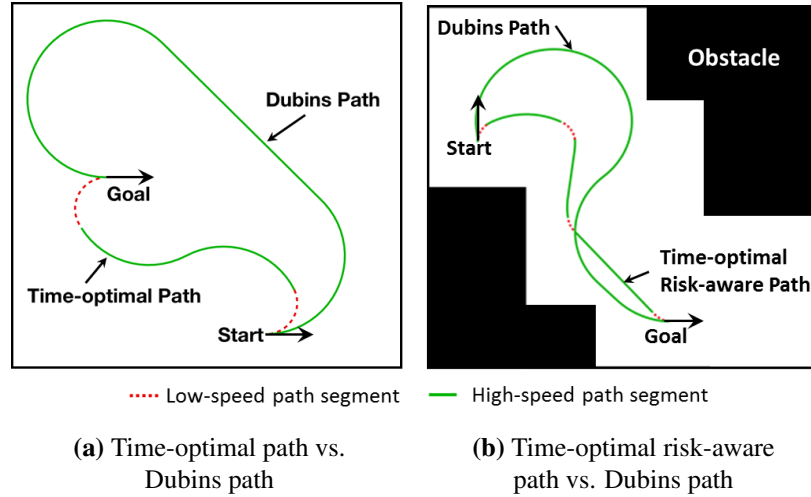 Dubins Path
Goal
Time-optimal Path
Start
Dubins Path
Obstacle
Start
Time-optimal
Risk-aware Path
Goal
Low-speed path segment
High-speed path segment
(a) Time-optimal path vs.
Dubins path
(b) Time-optimal risk-aware
path vs. Dubins path